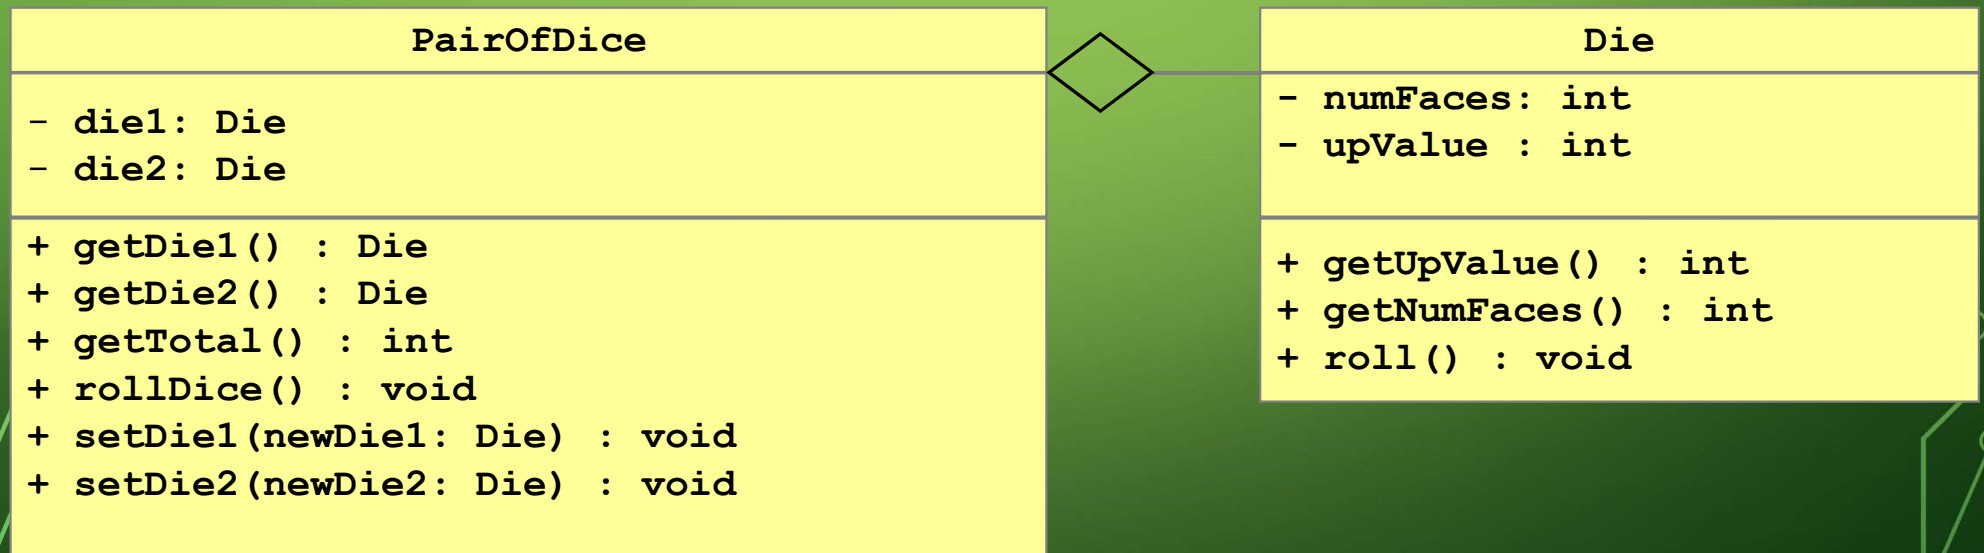 PairOfDice
- die1: Die
- die2: Die
+ getDie1() : Die
+ getDie2() : Die
+ getTotal() : int
+ rollDice() : void
+ setDie1(newDie1: Die) : void
+ setDie2(newDie2: Die) : void
Die
- numFaces: int
- upValue : int
+ getUpValue() : int
+ getNumFaces() : int
+ roll() : void